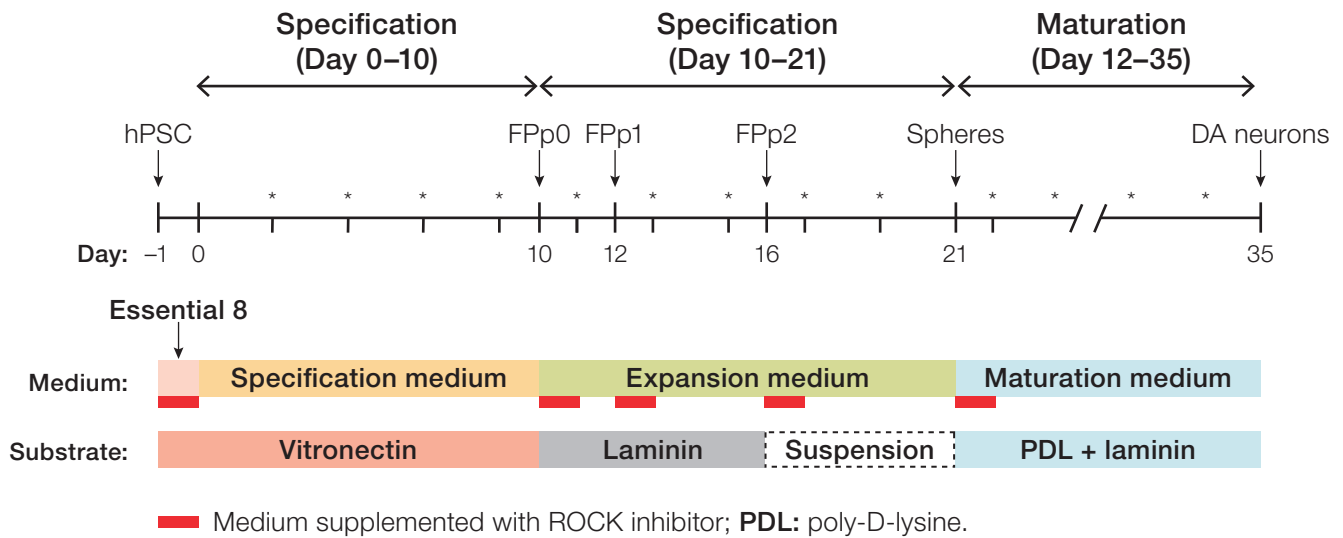 Specification
(Day 0–10)
Specification
(Day 10–21)
Maturation
(Day 12–35)
hPSC
FPp0
FPp1
FPp2
Spheres
DA neurons
* * * * * * * * * * * * *
Day: –1 0 10 12 16 21 35
Essential 8
Medium: Specification medium Expansion medium Maturation medium
Substrate: Vitronectin Laminin Suspension PDL + laminin
Medium supplemented with ROCK inhibitor; PDL: poly-D-lysine.